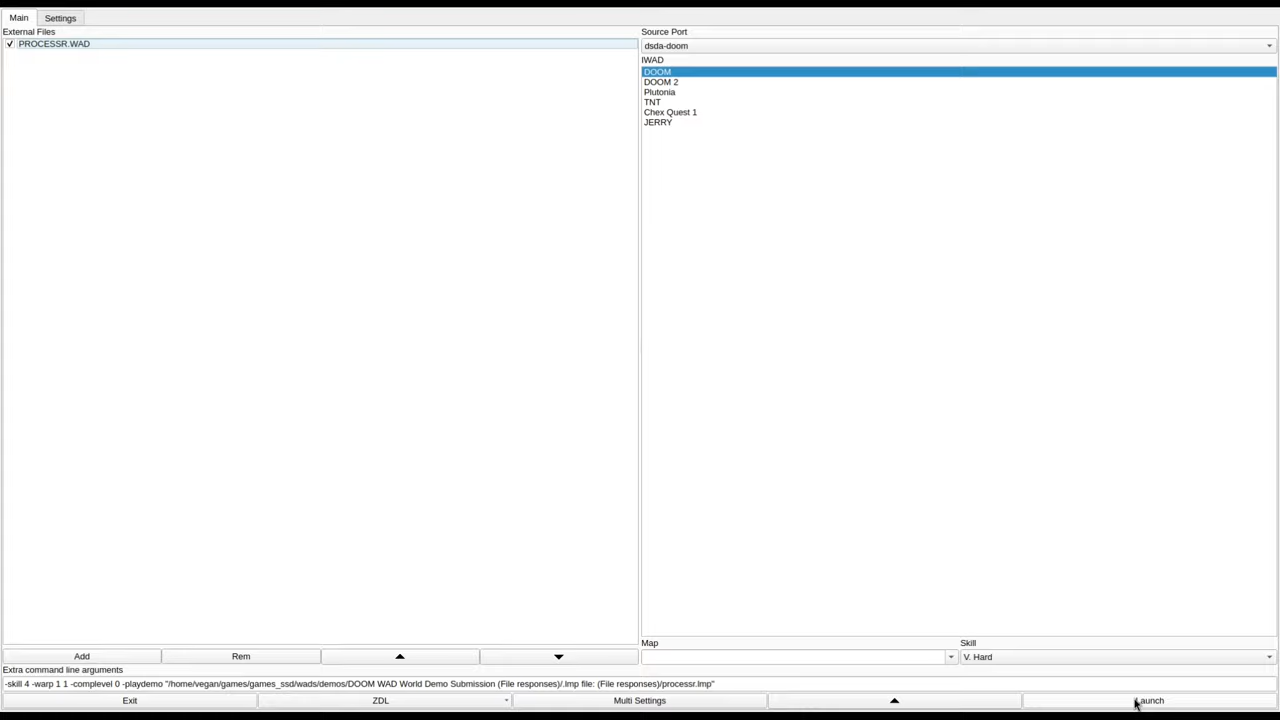 Main Settings
External Files
PROCESSR.WAD
Source Port
dsda-doom
IWAD
DOOM
DOOM 2
Plutonia
TNT
Chex Quest 1
JERRY
Map
Skill
V. Hard
Add Rem
Extra command line arguments
-skill 4 -warp 1 1 -complevel 0 -playdemo "/home/vegan/games/games_ssd/wads/demos/DOOM WAD World Demo Submission (File responses)/.lmp file: (File responses)/processr.lmp"
Exit ZDL Multi Settings Launch